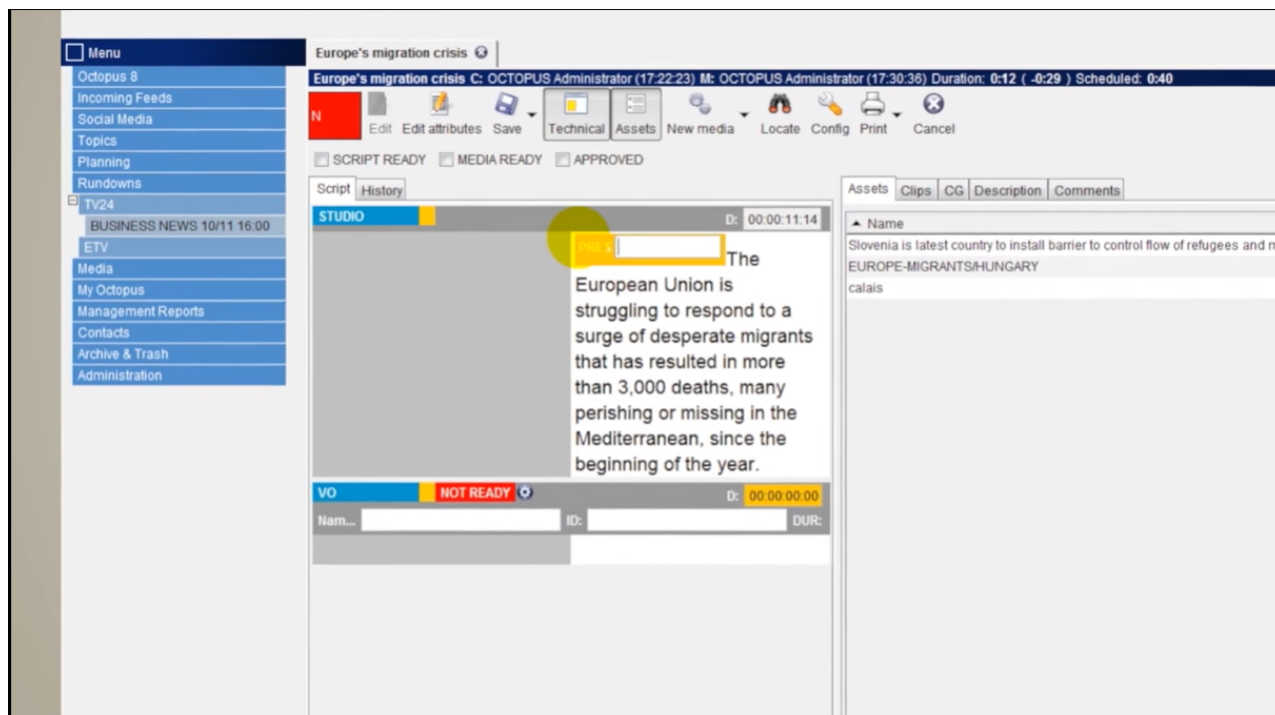 Menu
Octopus 8
Incoming Feeds
Social Media
Topics
Planning
Rundowns
TV24
BUSINESS NEWS 10/11 16:00
ETV
Media
My Octopus
Management Reports
Contacts
Archive & Trash
Administration
Europe's migration crisis
Europe's migration crisis C: OCTOPUS Administrator (17:22:23) M: OCTOPUS Administrator (17:30:36) Duration: 0:12 ( -0:29 ) Scheduled: 0:40
N
Edit Edit attributes Save Technical Assets New media Locate Config Print Cancel
SCRIPT READY MEDIA READY APPROVED
Script History
STUDIO D: 00:00:11:14
PRES The
European Union is
struggling to respond to a
surge of desperate migrants
that has resulted in more
than 3,000 deaths, many
perishing or missing in the
Mediterranean, since the
beginning of the year.
VO NOT READY D: 00:00:00:00
Nam... ID: DUR:
Assets Clips CG Description Comments
Name
Slovenia is latest country to install barrier to control flow of refugees and
EUROPE-MIGRANTS/HUNGARY
calais